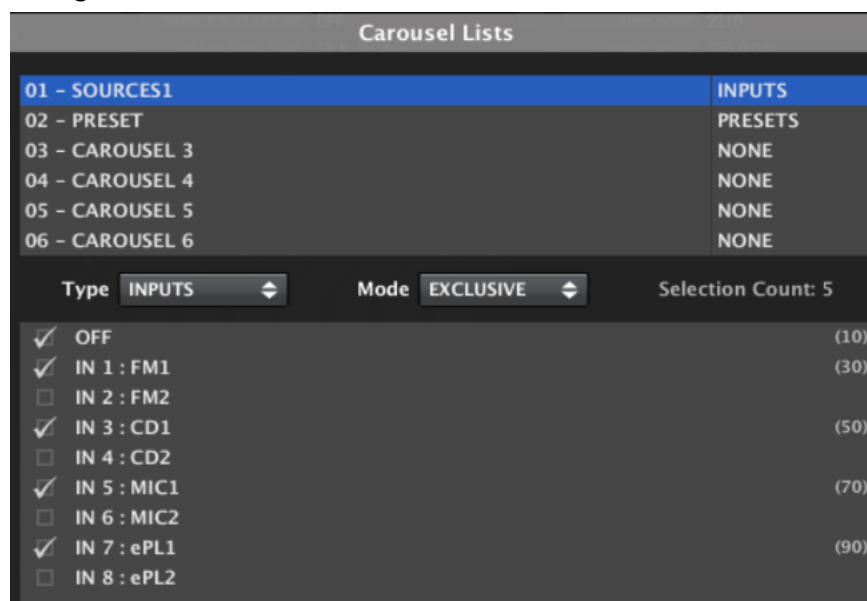 Carousel Lists
01 – SOURCES1 INPUTS
02 – PRESET PRESETS
03 – CAROUSEL 3 NONE
04 – CAROUSEL 4 NONE
05 – CAROUSEL 5 NONE
06 – CAROUSEL 6 NONE
Type INPUTS Mode EXCLUSIVE Selection Count: 5
OFF (10)
IN 1 : FM1 (30)
IN 2 : FM2
IN 3 : CD1 (50)
IN 4 : CD2
IN 5 : MIC1 (70)
IN 6 : MIC2
IN 7 : ePL1 (90)
IN 8 : ePL2